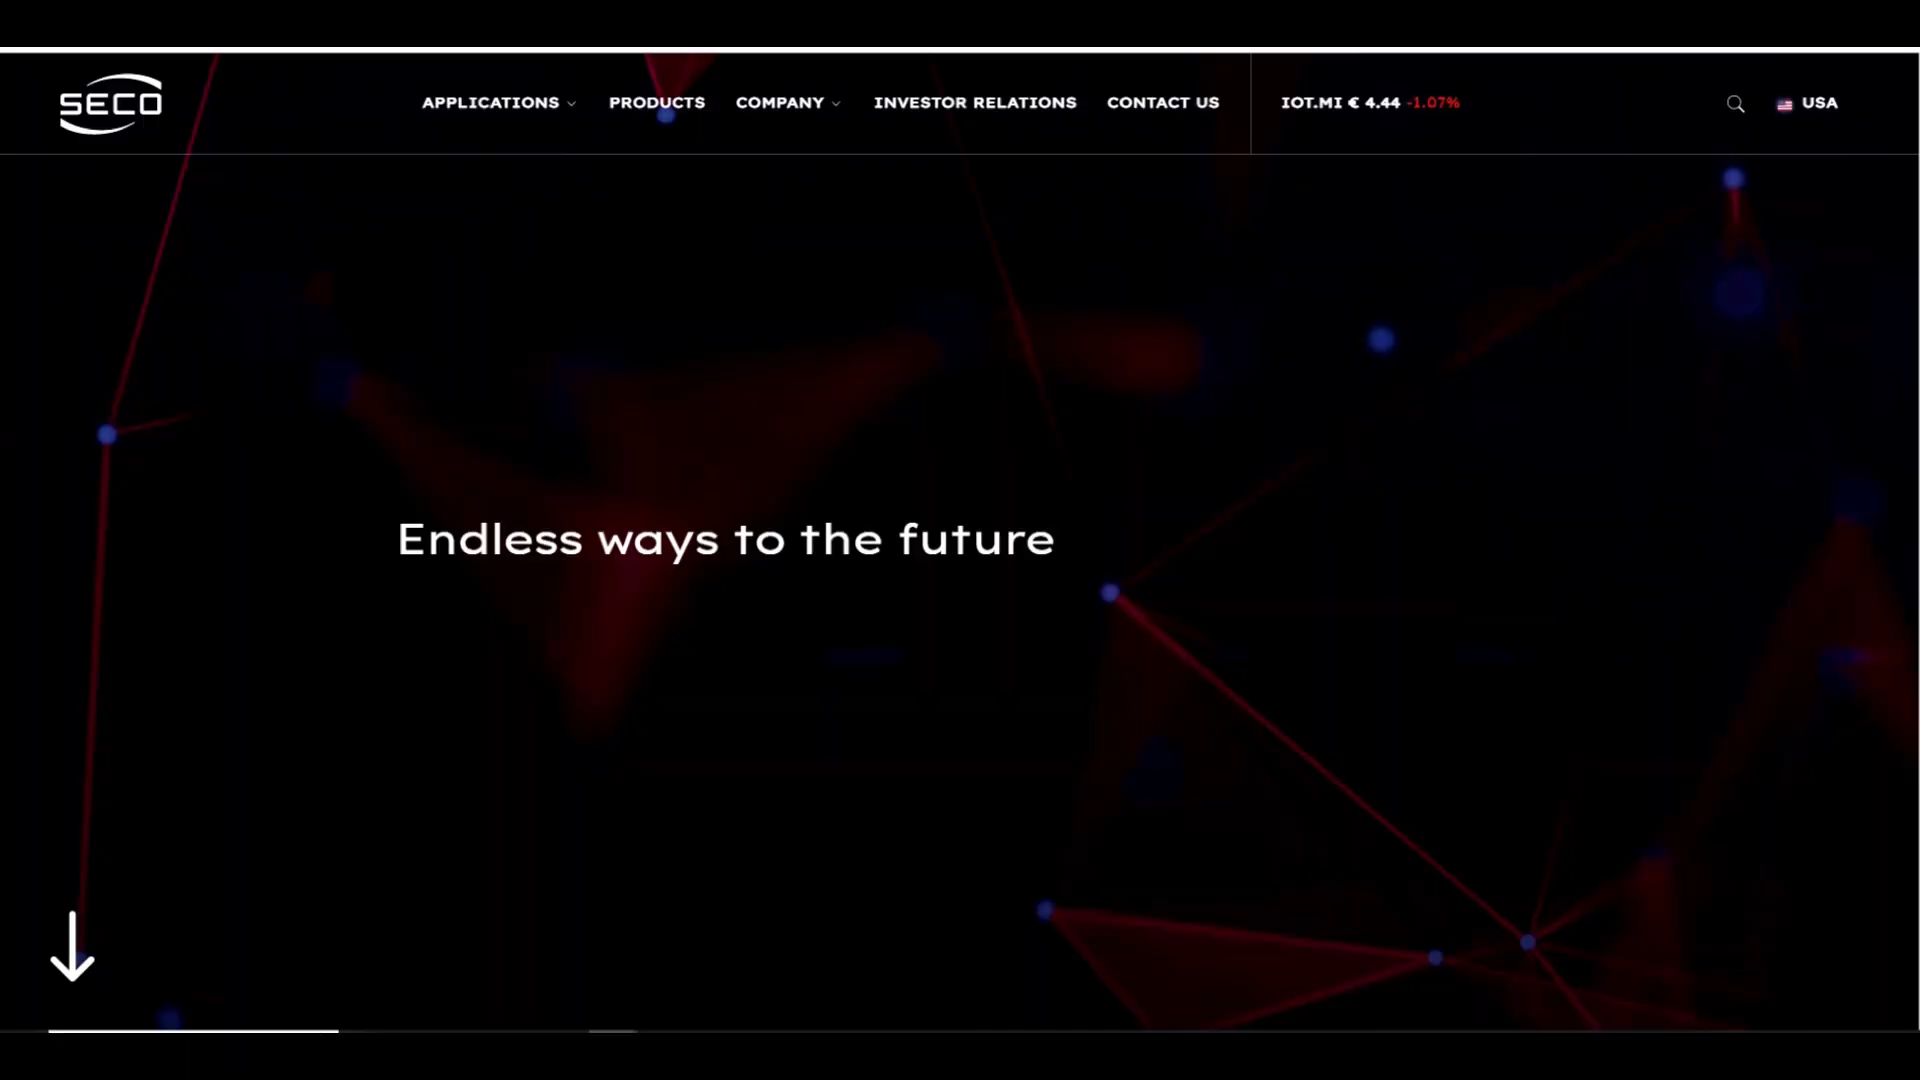 SECO
APPLICATIONS PRODUCTS COMPANY INVESTOR RELATIONS CONTACT US IOT.MI € 4.44 -1.07% USA
Endless ways to the future